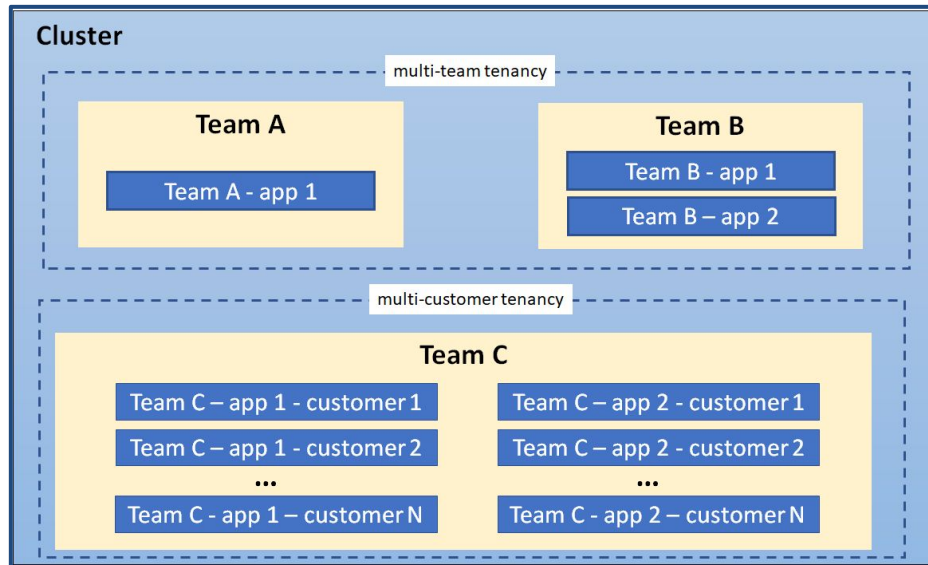 Cluster
multi-team tenancy
Team A
Team A - app 1
Team B
Team B - app 1
Team B – app 2
multi-customer tenancy
Team C
Team C – app 1 - customer 1
Team C – app 1 - customer 2
...
Team C - app 1 – customer N
Team C – app 2 - customer 1
Team C – app 2 - customer 2
...
Team C - app 2 – customer N